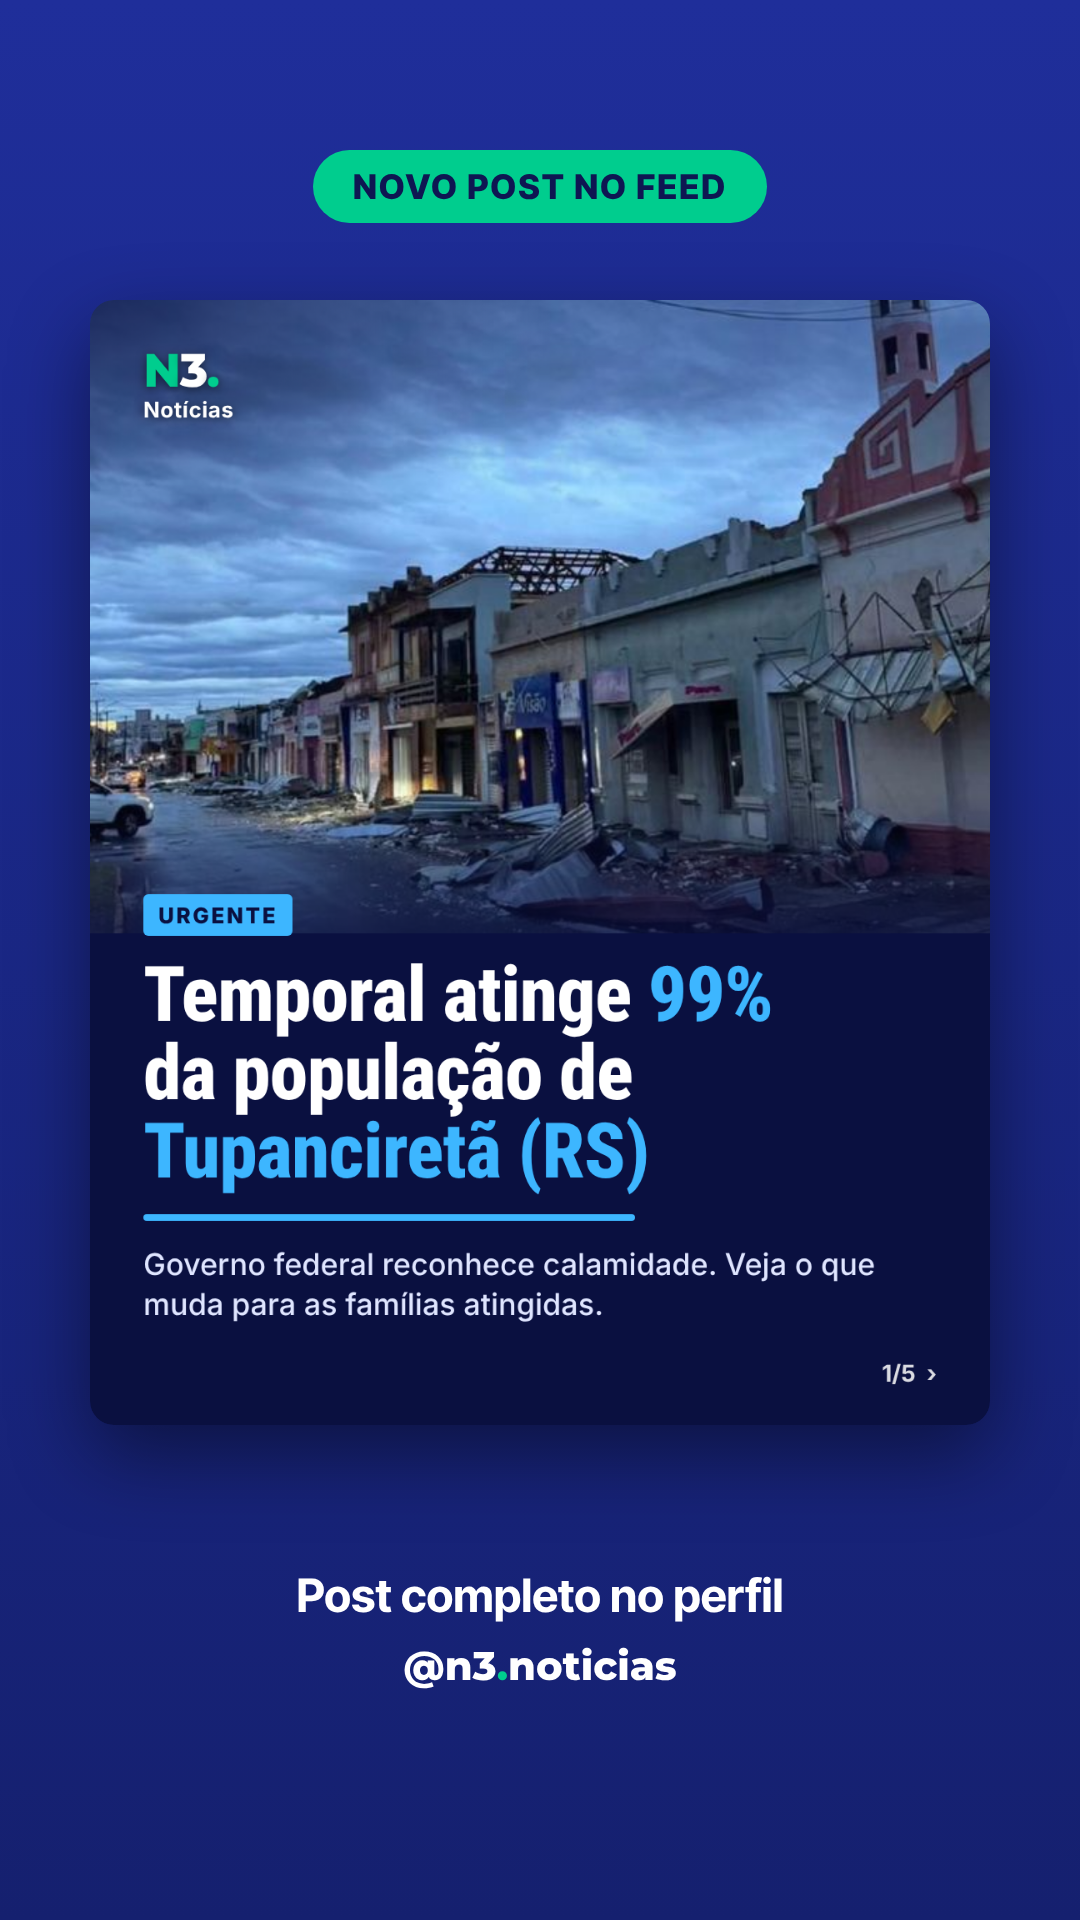 NOVO POST NO FEED
N3.
Notícias
Visão
URGENTE
Temporal atinge 99%
da população de
Tupanciretã (RS)
Governo federal reconhece calamidade. Veja o que
muda para as famílias atingidas.
1/5 ›
Post completo no perfil
@n3.noticias